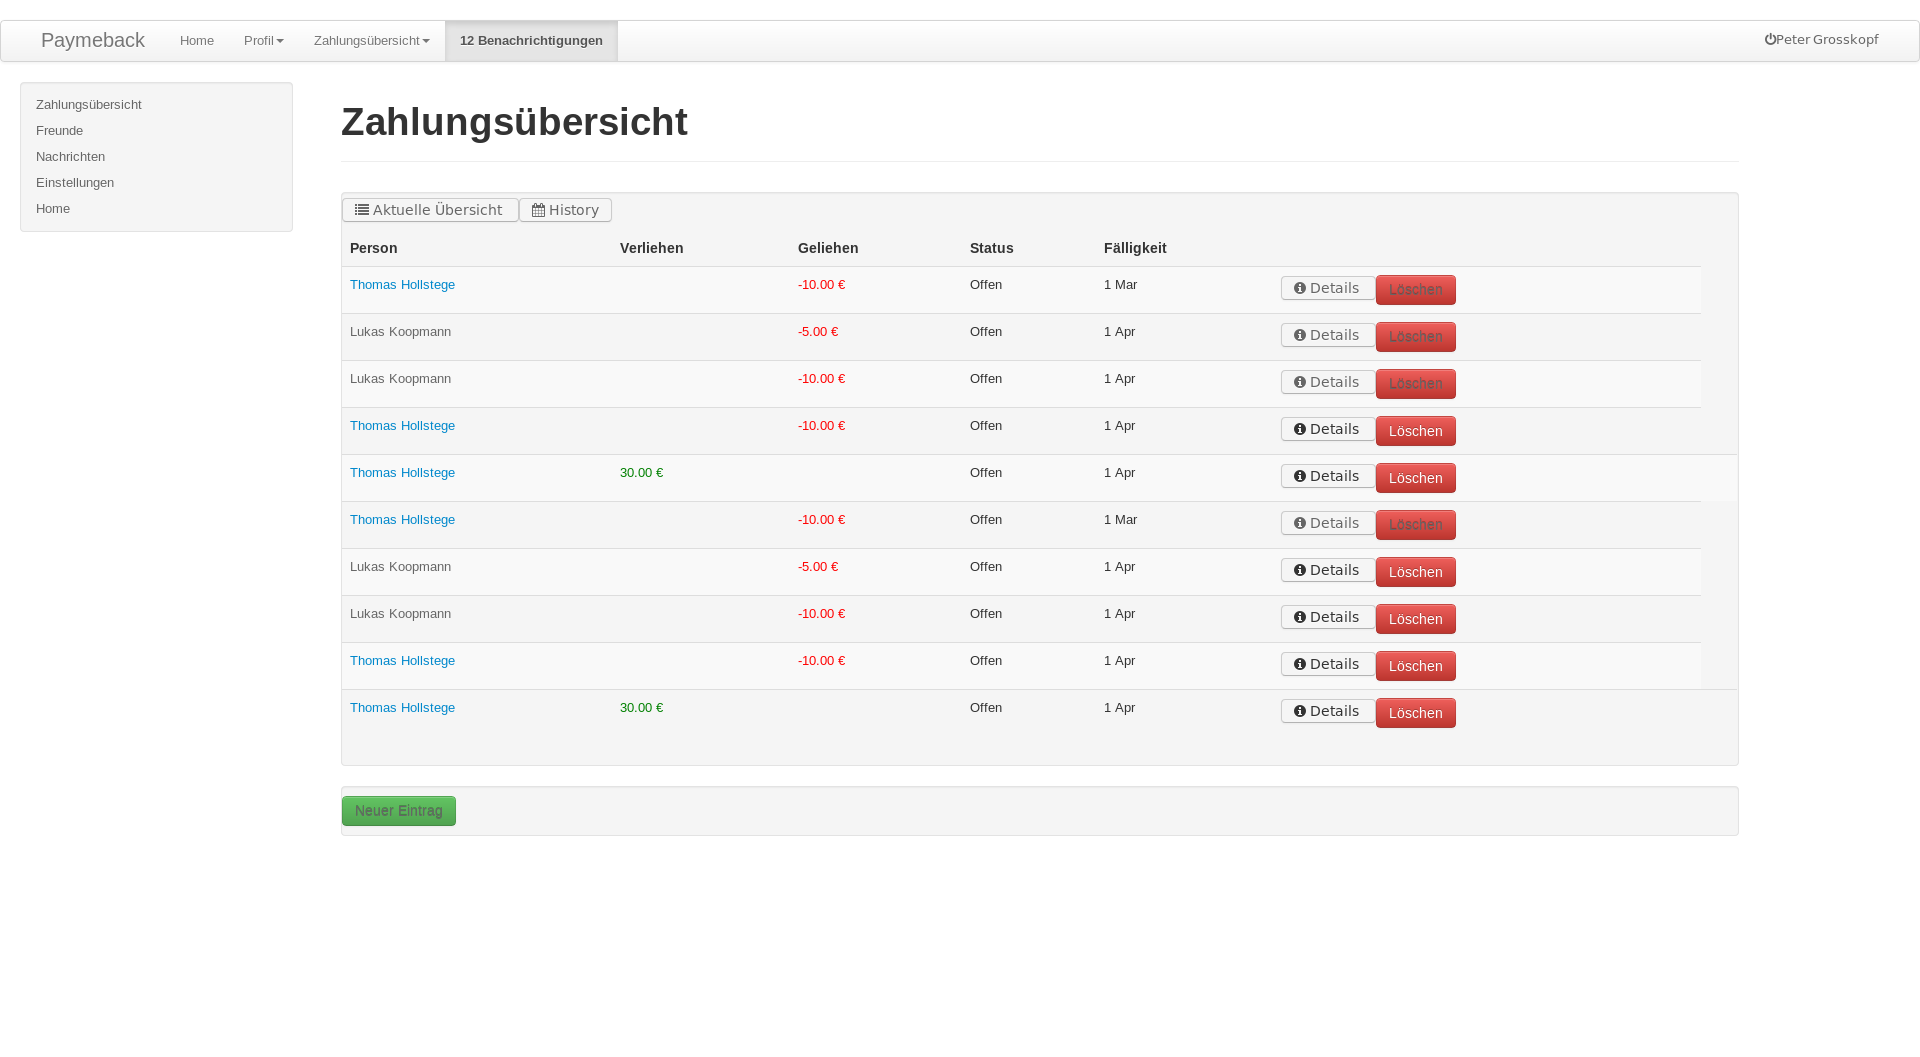 Paymeback Home Profil Zahlungsübersicht 12 Benachrichtigungen Peter Grosskopf
Zahlungsübersicht
Freunde
Nachrichten
Einstellungen
Home
Zahlungsübersicht
Aktuelle Übersicht History
Person Verliehen Geliehen Status Fälligkeit
Thomas Hollstege -10.00 € Offen 1 Mar Details Löschen
Lukas Koopmann -5.00 € Offen 1 Apr Details Löschen
Lukas Koopmann -10.00 € Offen 1 Apr Details Löschen
Thomas Hollstege -10.00 € Offen 1 Apr Details Löschen
Thomas Hollstege 30.00 € Offen 1 Apr Details Löschen
Thomas Hollstege -10.00 € Offen 1 Mar Details Löschen
Lukas Koopmann -5.00 € Offen 1 Apr Details Löschen
Lukas Koopmann -10.00 € Offen 1 Apr Details Löschen
Thomas Hollstege -10.00 € Offen 1 Apr Details Löschen
Thomas Hollstege 30.00 € Offen 1 Apr Details Löschen
Neuer Eintrag